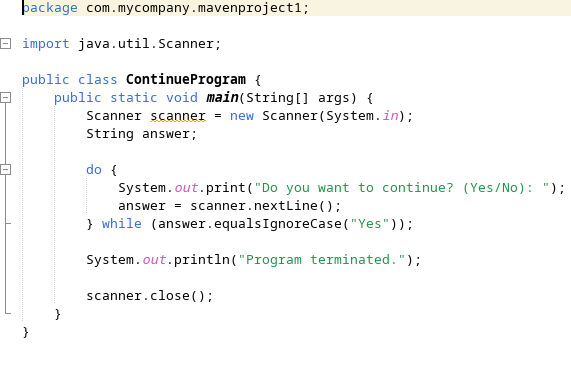 package com.mycompany.mavenproject1;
import java.util.Scanner;
public class ContinueProgram {
public static void main(String[] args) {
Scanner scanner = new Scanner(System.in);
String answer;
do {
System.out.print("Do you want to continue? (Yes/No): ");
answer = scanner.nextLine();
} while (answer.equalsIgnoreCase("Yes"));
System.out.println("Program terminated.");
scanner.close();
}
}